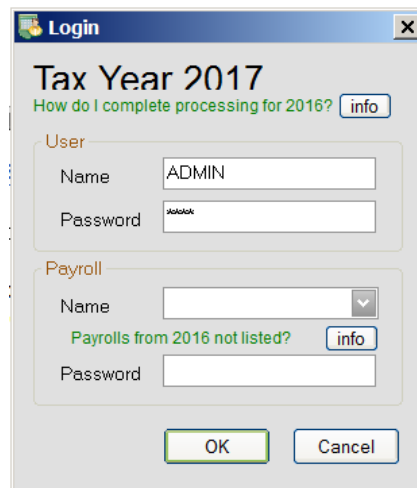 Login
Tax Year 2017
How do I complete processing for 2016? info
User
Name ADMIN
Password ****
Payroll
Name
Payrolls from 2016 not listed? info
Password
OK Cancel